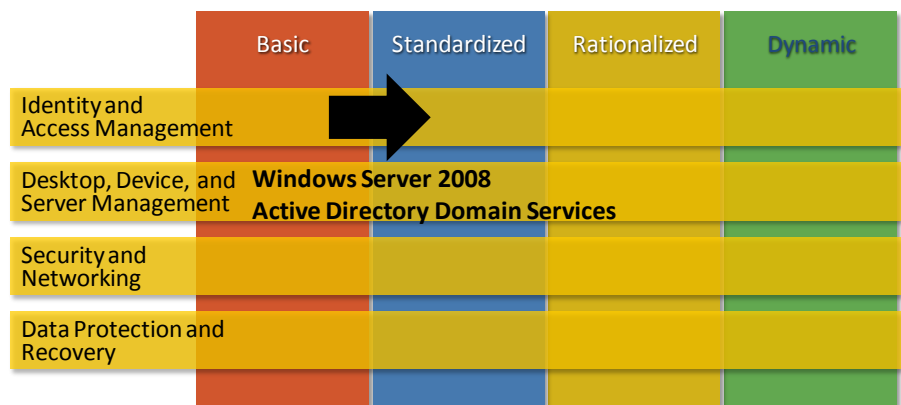 Basic
Standardized
Rationalized
Dynamic
Identity and
Access Management
Desktop, Device, and
Server Management
Windows Server 2008
Active Directory Domain Services
Security and
Networking
Data Protection and
Recovery